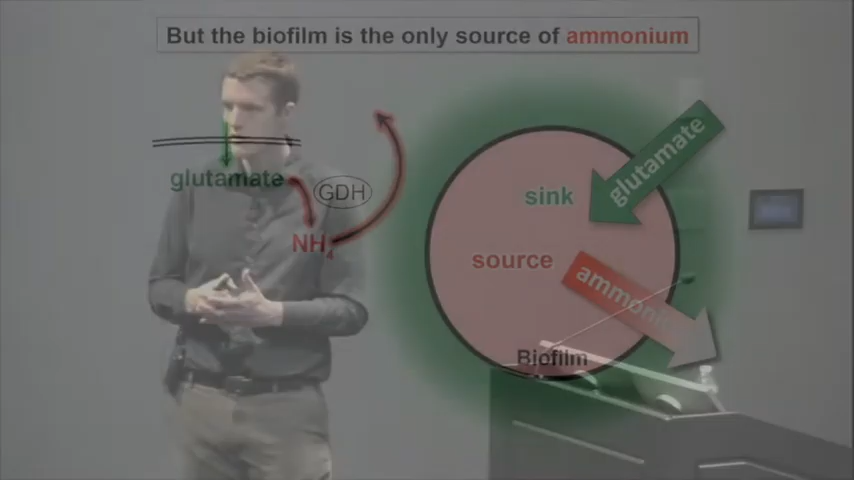 But the biofilm is the only source of ammonium
glutamate
GDH
NH4
glutamate
sink
source
ammonium
Biofilm